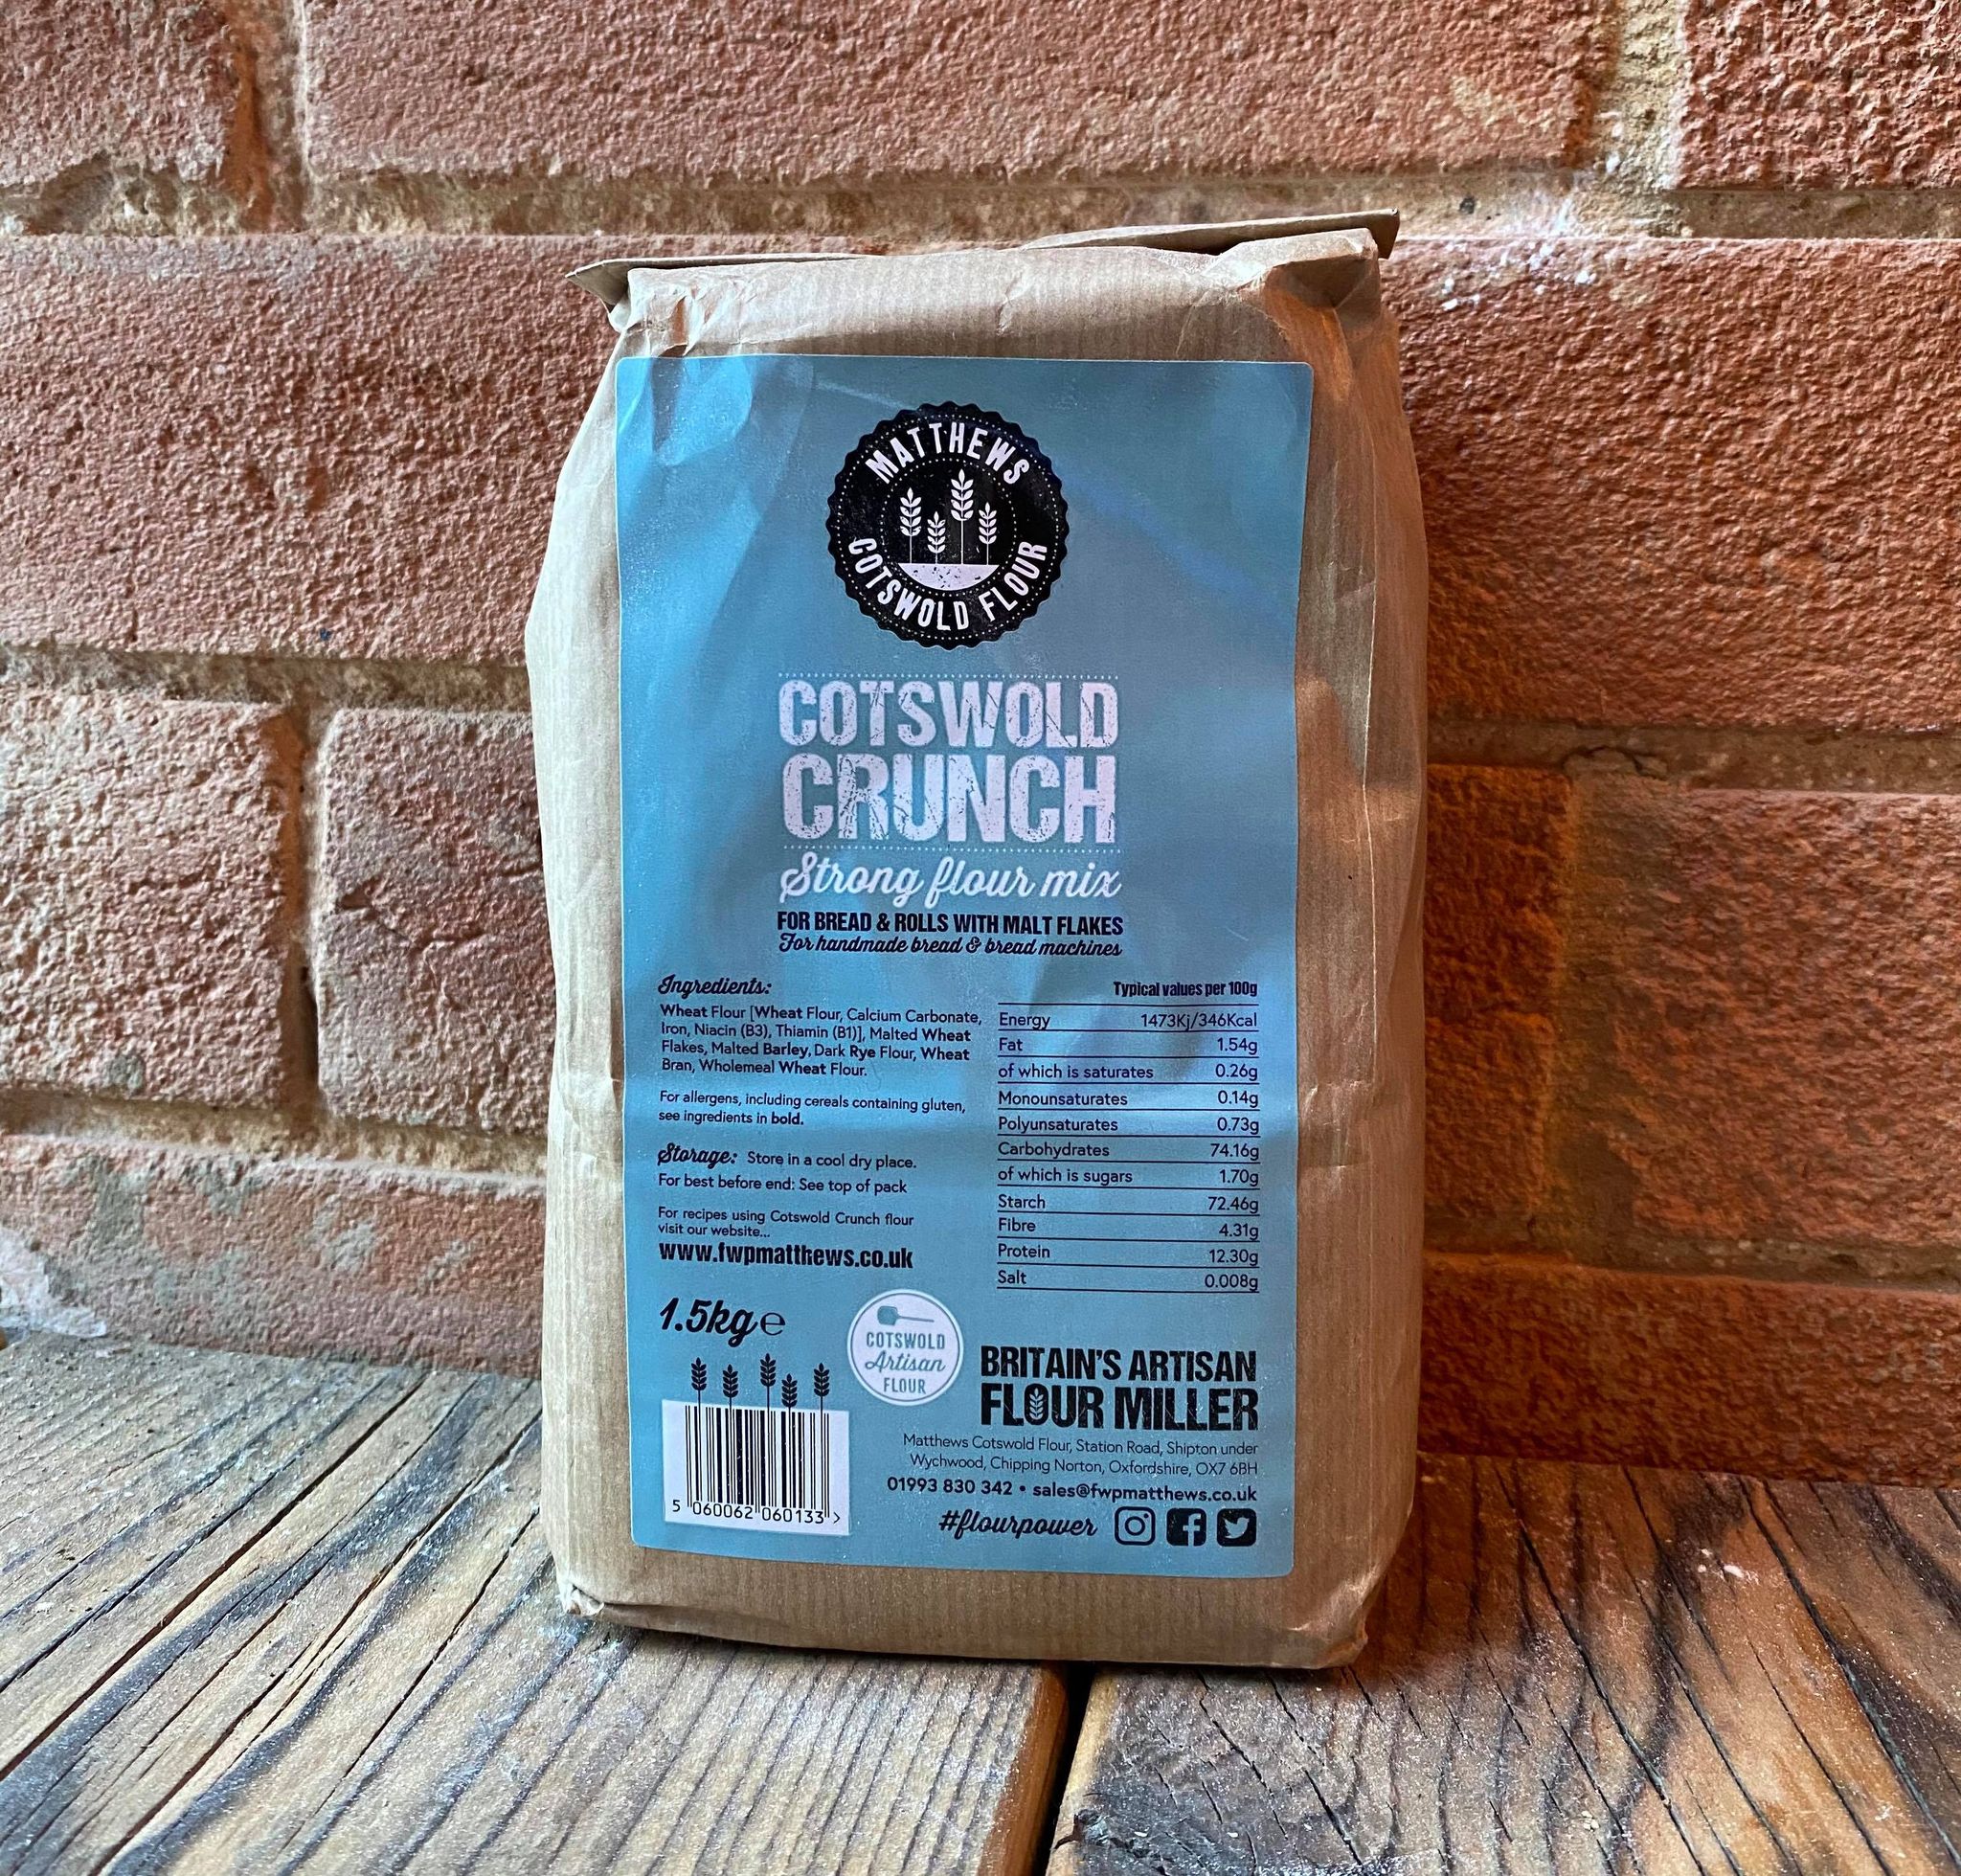 MATTHEWS
COTSWOLD FLOUR
COTSWOLD
CRUNCH
Strong flour mix
FOR BREAD & ROLLS WITH MALT FLAKES
For handmade bread & bread machines
Ingredients:
Wheat Flour [Wheat Flour, Calcium Carbonate,
Iron, Niacin (B3), Thiamin (B1)], Malted Wheat
Flakes, Malted Barley, Dark Rye Flour, Wheat
Bran, Wholemeal Wheat Flour.
For allergens, including cereals containing gluten,
see ingredients in bold.
Storage: Store in a cool dry place.
For best before end: See top of pack
For recipes using Cotswold Crunch flour
visit our website...
www.fwpmatthews.co.uk
1.5kg e
Typical values per 100g
Energy 1473Kj/346Kcal
Fat 1.54g
of which is saturates 0.26g
Monounsaturates 0.14g
Polyunsaturates 0.73g
Carbohydrates 74.16g
of which is sugars 1.70g
Starch 72.46g
Fibre 4.31g
Protein 12.30g
Salt 0.008g
COTSWOLD
Artisan
FLOUR
BRITAIN'S ARTISAN
FLOUR MILLER
Matthews Cotswold Flour, Station Road, Shipton under
Wychwood, Chipping Norton, Oxfordshire, OX7 6BH
01993 830 342 • sales@fwpmatthews.co.uk
#flourpower
5 060062 060133 >